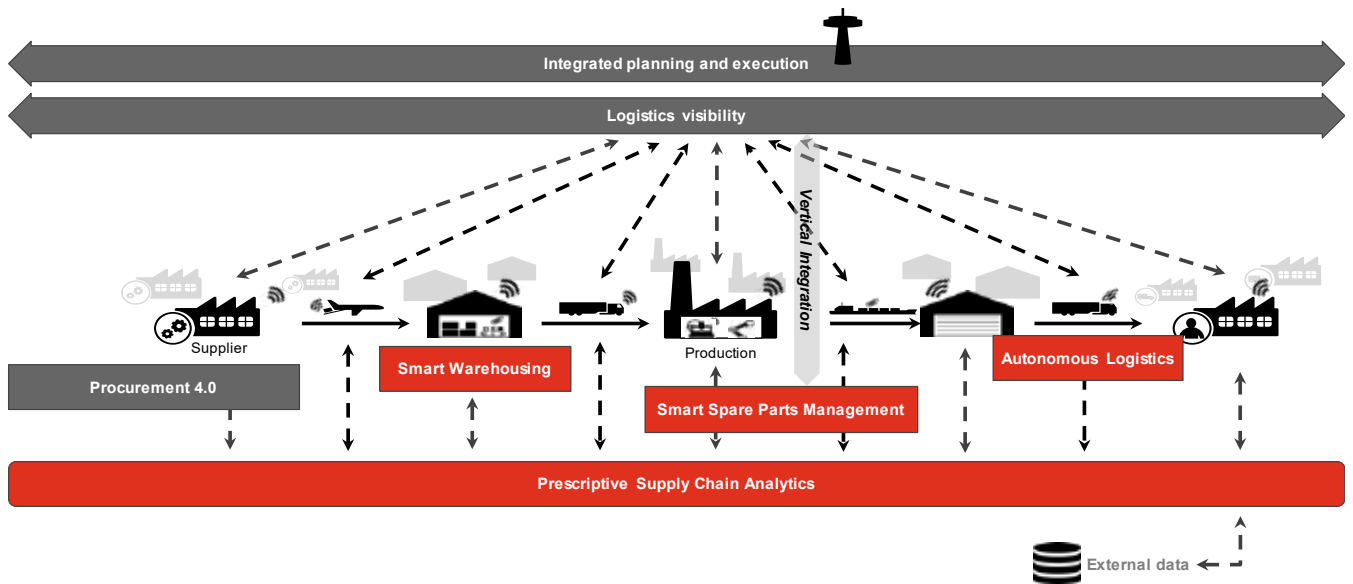 Integrated planning and execution
Logistics visibility
Vertical Integration
Supplier
Production
Procurement 4.0
Smart Warehousing
Smart Spare Parts Management
Autonomous Logistics
Prescriptive Supply Chain Analytics
External data